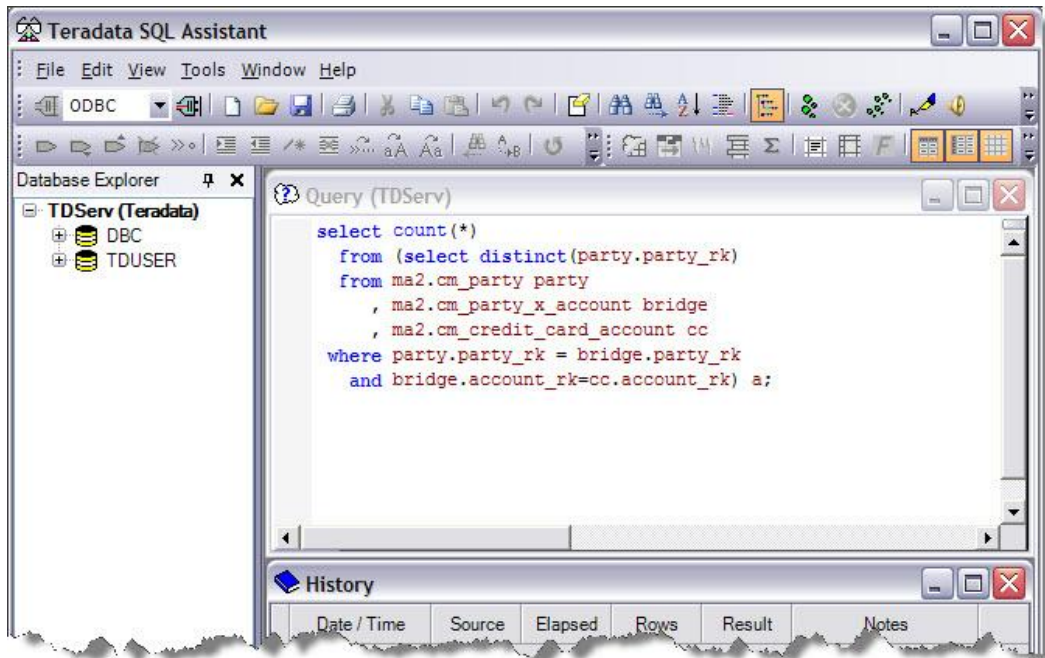 Teradata SQL Assistant
File Edit View Tools Window Help
ODBC
Database Explorer
TDServ (Teradata)
DBC
TDUSER
Query (TDServ)
select count(*)
from (select distinct(party.party_rk)
from ma2.cm_party party
, ma2.cm_party_x_account bridge
, ma2.cm_credit_card_account cc
where party.party_rk = bridge.party_rk
and bridge.account_rk=cc.account_rk) a;
History
Date / Time Source Elapsed Rows Result Notes